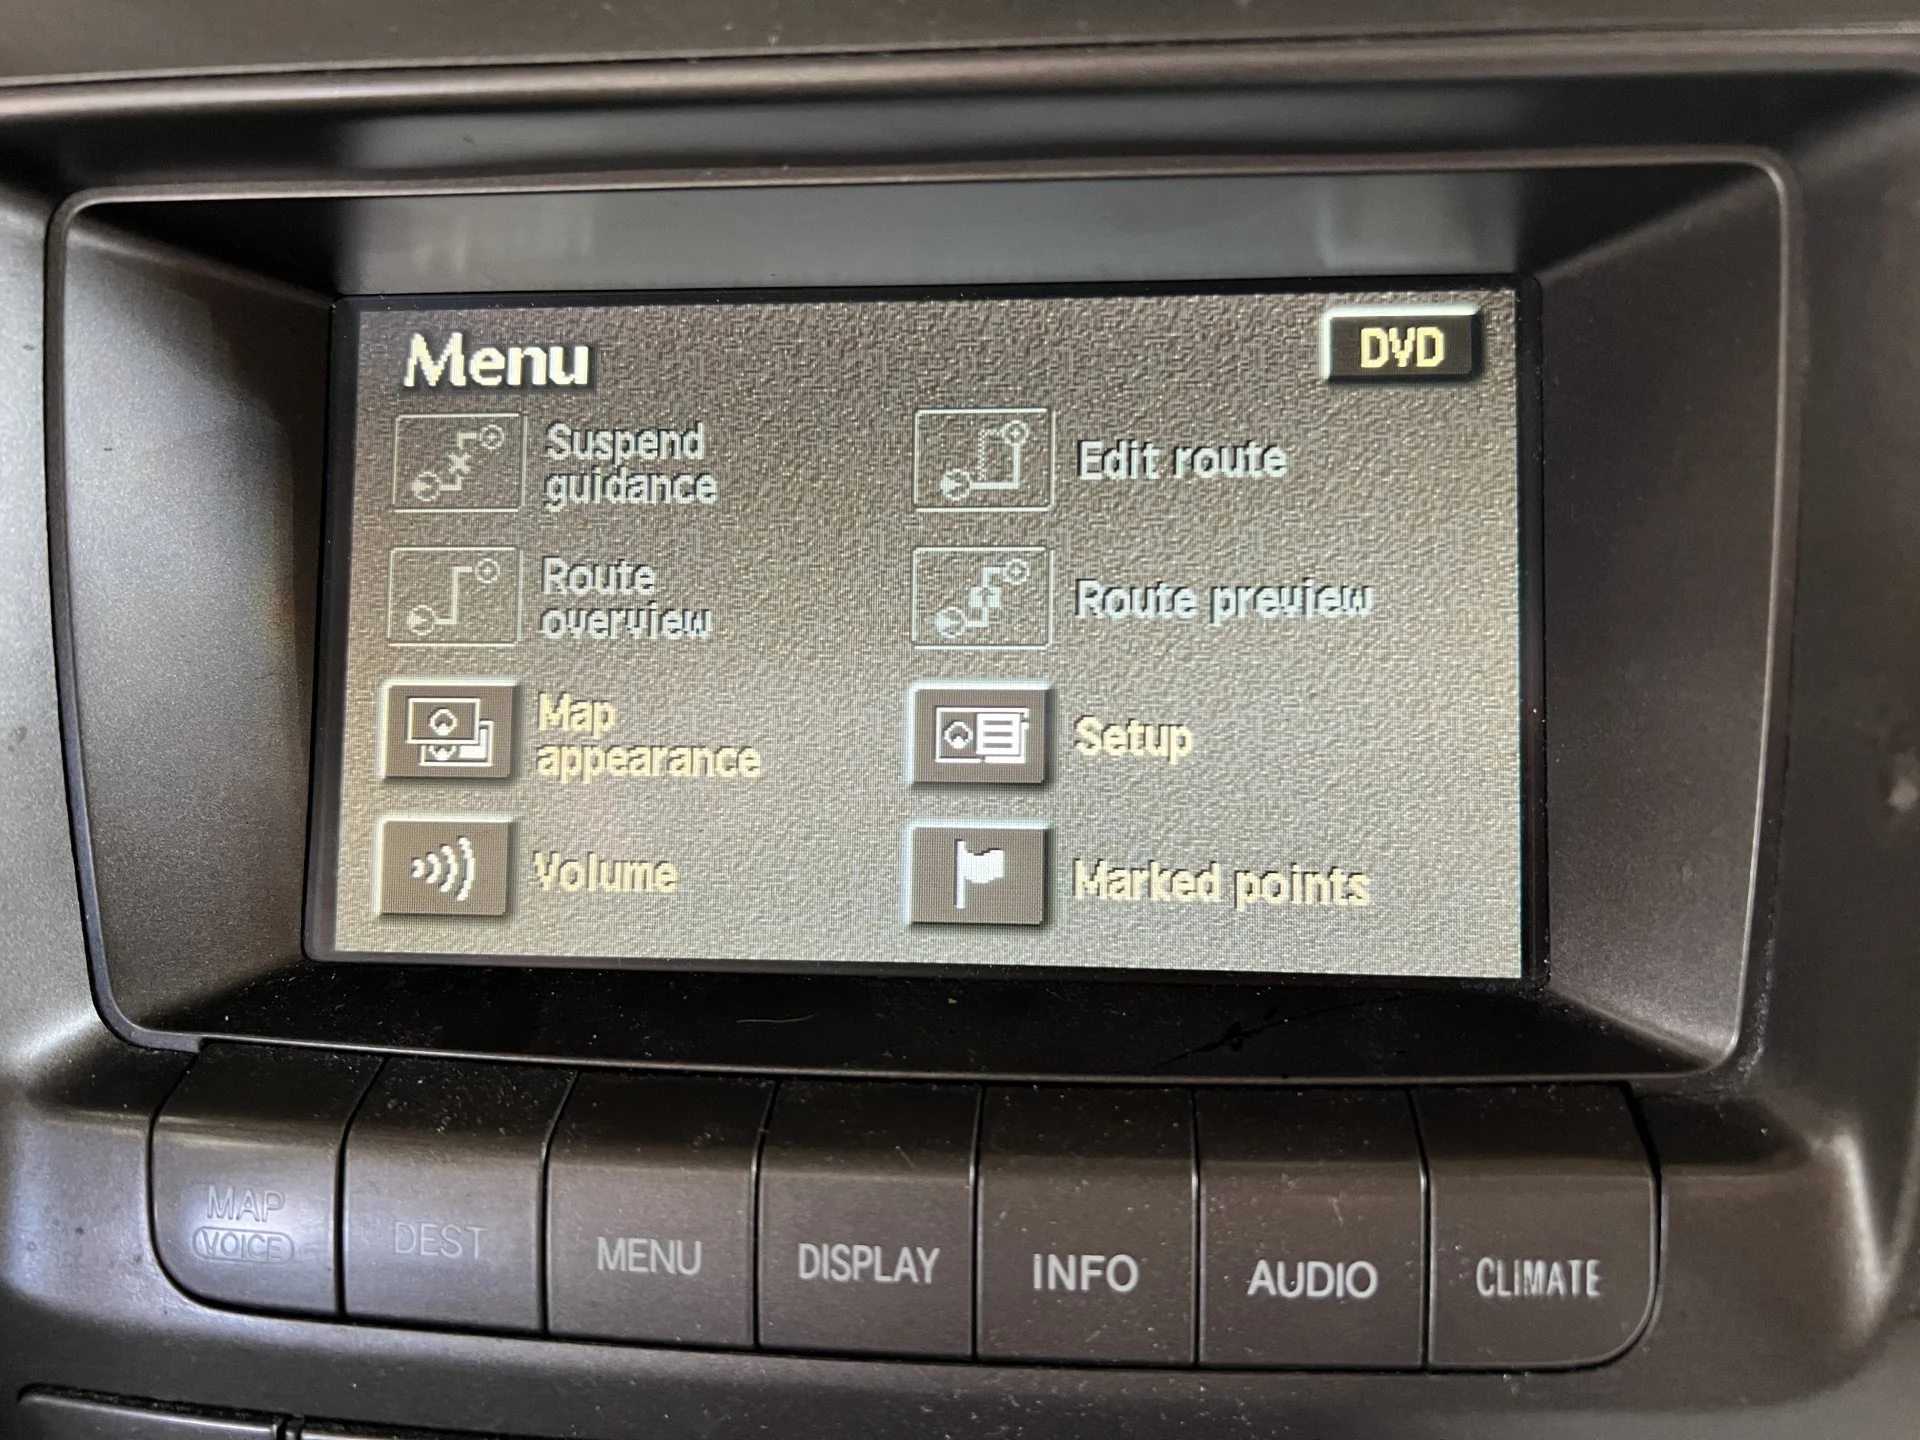 Menu
DVD
Suspend
guidance
Edit route
Route
overview
Route preview
Map
appearance
Setup
Volume
Marked points
MAP
VOICE
DEST
MENU
DISPLAY
INFO
AUDIO
CLIMATE